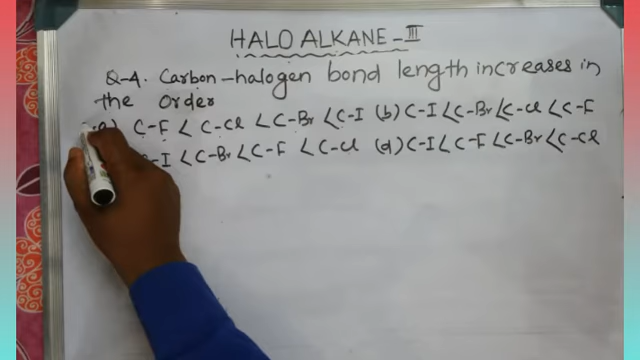 HALO ALKANE - III
Q-4. Carbon-halogen bond length increases in
the order
a) C-F < C-Cl < C-Br < C-I (b) C-I < C-Br < C-Cl < C-F
C-I < C-Br < C-F < C-Cl (d) C-I < C-F < C-Br < C-Cl